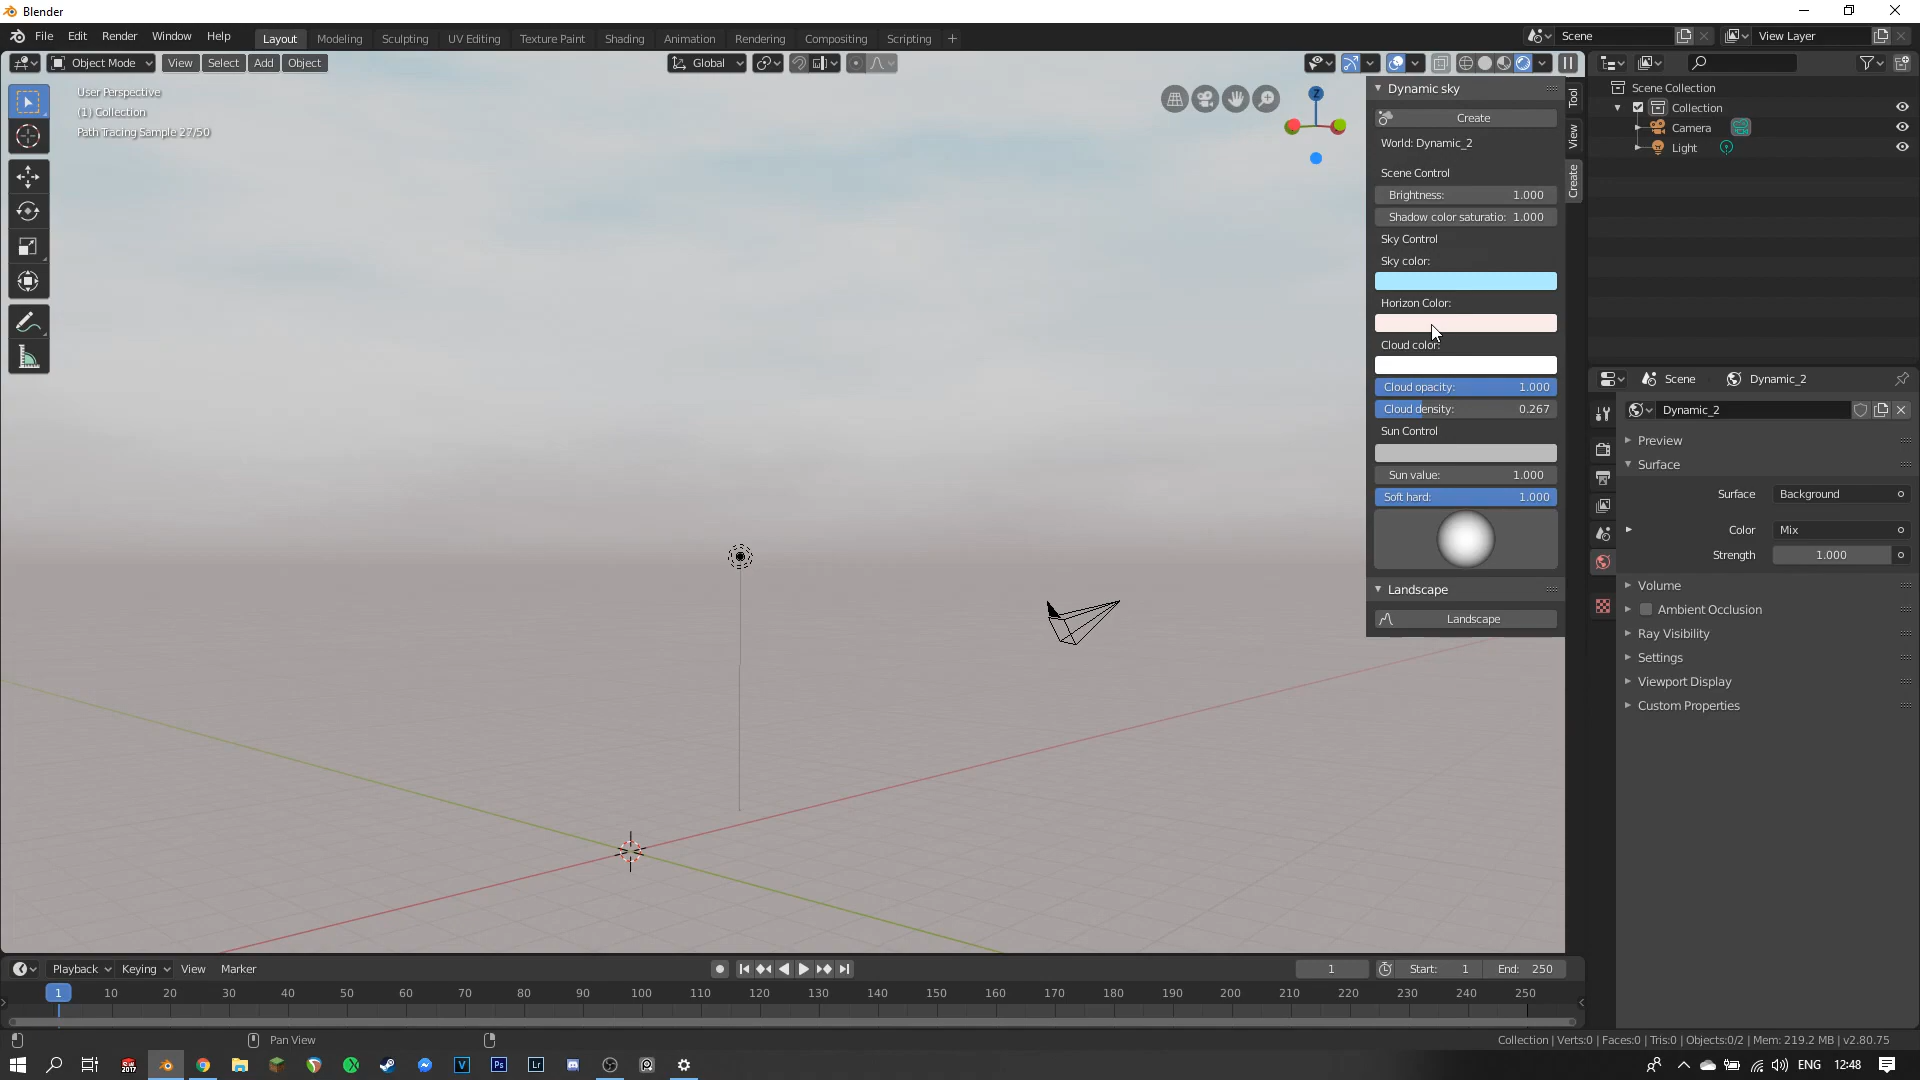 Blender
File Edit Render Window Help
Layout Modeling Sculpting UV Editing Texture Paint Shading Animation Rendering Compositing Scripting +
Scene
View Layer
Object Mode View Select Add Object
Global
User Perspective
(1) Collection
Path Tracing Sample 27/50
Z
Dynamic sky
Create
World: Dynamic_2
Scene Control
Brightness: 1.000
Shadow color saturatio: 1.000
Sky Control
Sky color:
Horizon Color:
Cloud color:
Cloud opacity: 1.000
Cloud density: 0.267
Sun Control
Sun value: 1.000
Soft hard: 1.000
Landscape
Landscape
Tool
View
Create
Scene Collection
Collection
Camera
Light
Scene Dynamic_2
Dynamic_2
Preview
Surface
Surface Background
Color Mix
Strength 1.000
Volume
Ambient Occlusion
Ray Visibility
Settings
Viewport Display
Custom Properties
Playback Keying View Marker
1 Start: 1 End: 250
1 10 20 30 40 50 60 70 80 90 100 110 120 130 140 150 160 170 180 190 200 210 220 230 240 250
Pan View
Collection | Verts:0 | Faces:0 | Tris:0 | Objects:0/2 | Mem: 219.2 MB | v2.80.75
2017 X V Ps Lr
ENG 12:48